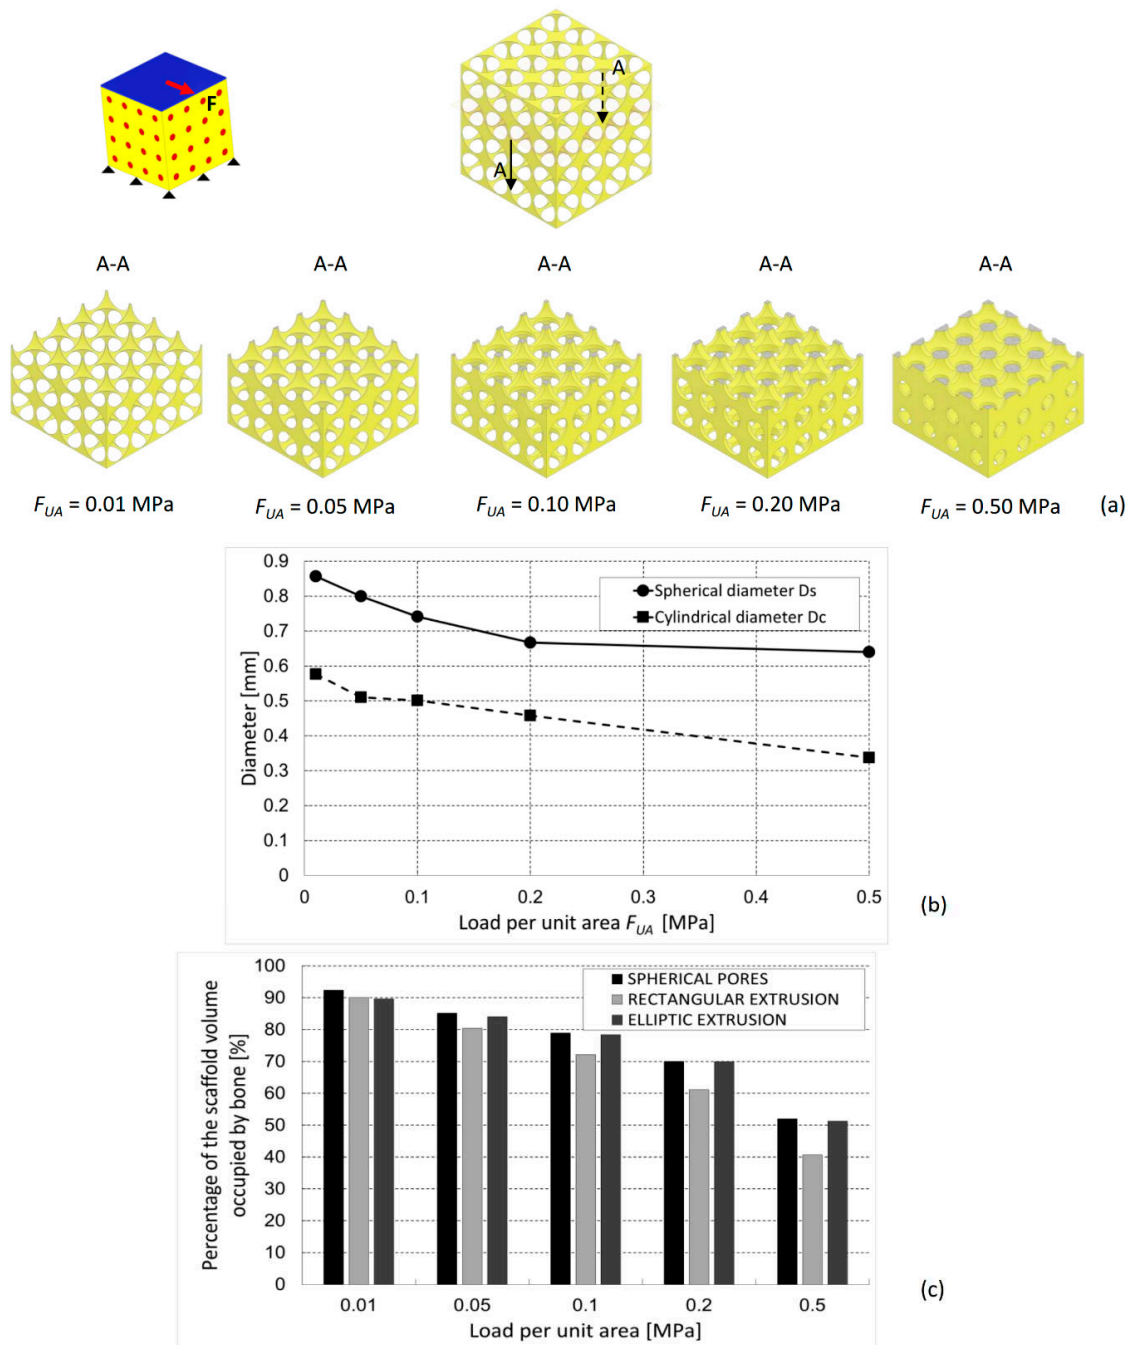 F
A
A
A-A A-A A-A A-A A-A
F_UA = 0.01 MPa F_UA = 0.05 MPa F_UA = 0.10 MPa F_UA = 0.20 MPa F_UA = 0.50 MPa (a)
0.9
0.8
0.7
0.6
0.5
0.4
0.3
0.2
0.1
0
Diameter [mm]
Spherical diameter Ds
Cylindrical diameter Dc
0 0.1 0.2 0.3 0.4 0.5
Load per unit area F_UA [MPa]
(b)
100
90
80
70
60
50
40
30
20
10
0
Percentage of the scaffold volume
occupied by bone [%]
SPHERICAL PORES
RECTANGULAR EXTRUSION
ELLIPTIC EXTRUSION
0.01 0.05 0.1 0.2 0.5
Load per unit area [MPa]
(c)